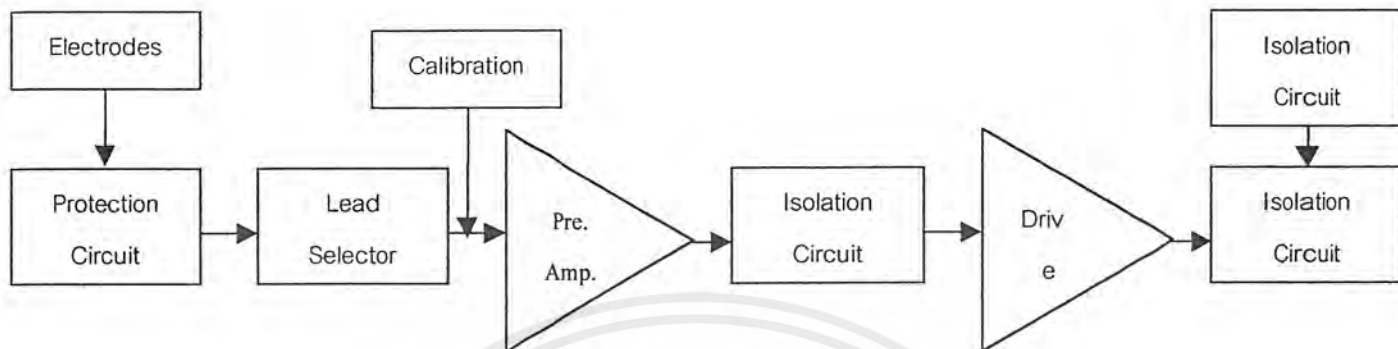 Electrodes
Calibration
Isolation
Circuit
Protection
Circuit
Lead
Selector
Pre.
Amp.
Isolation
Circuit
Driv
e
Isolation
Circuit